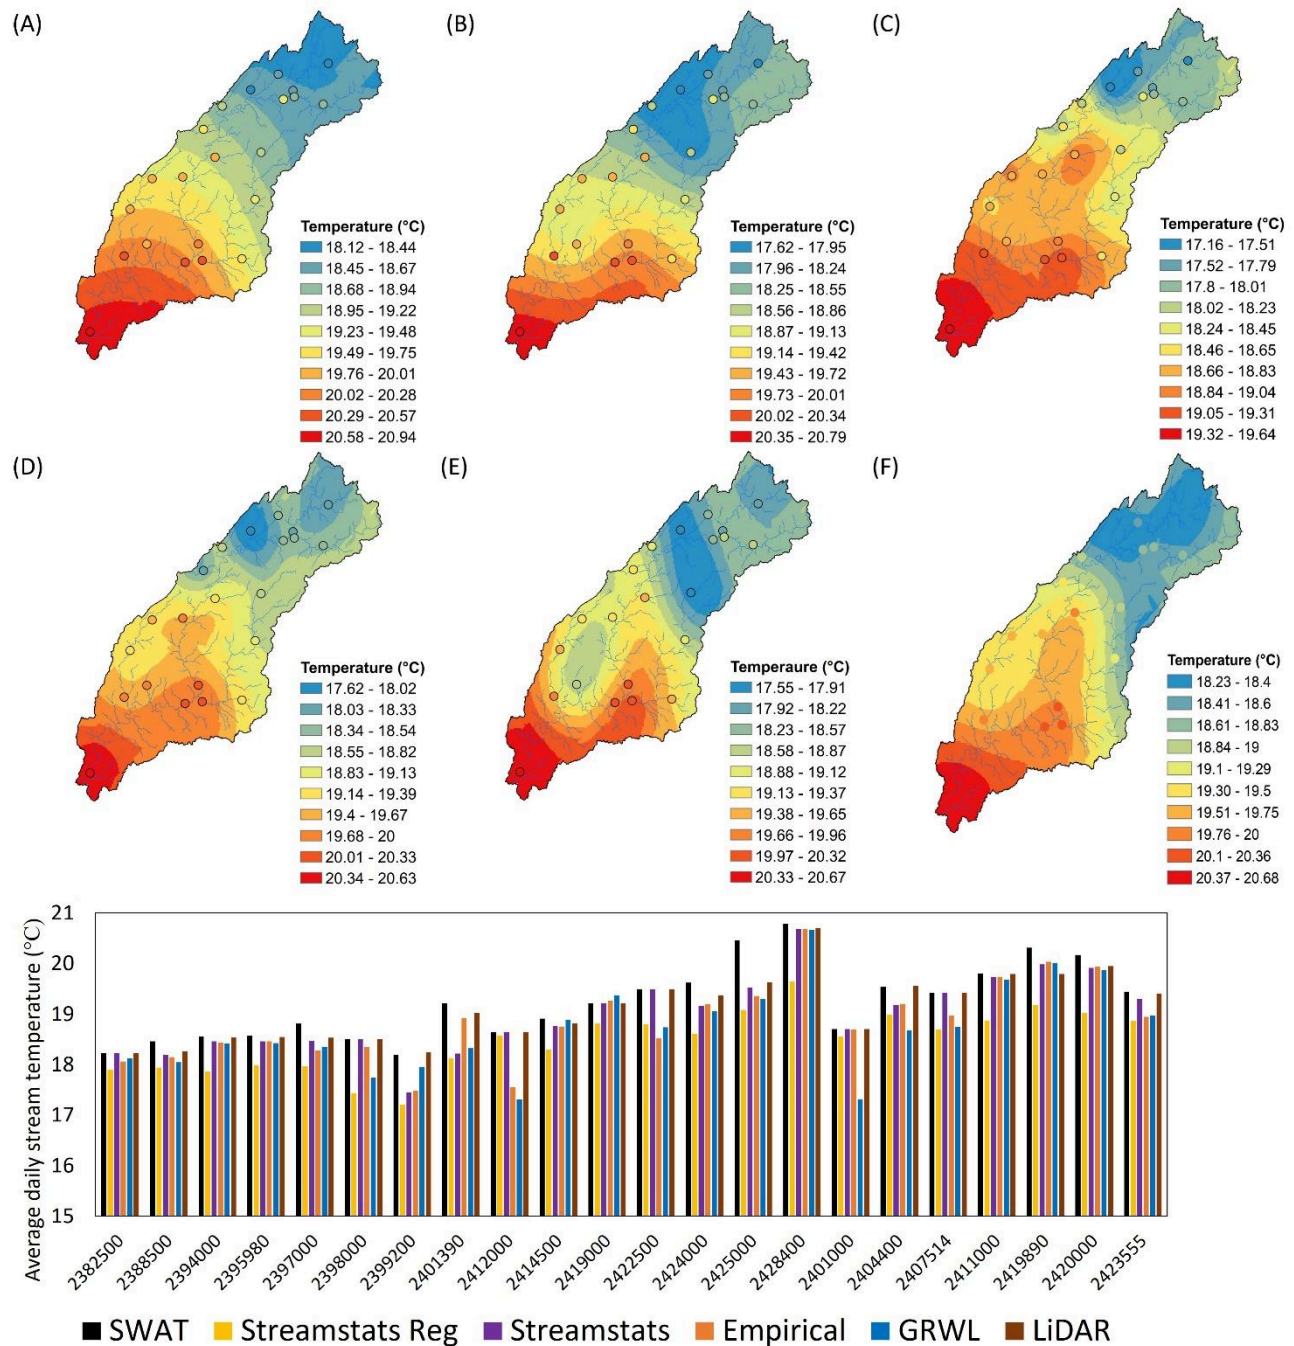 (A)
(B)
(C)
Temperature (°C)
18.12 - 18.44
18.45 - 18.67
18.68 - 18.94
18.95 - 19.22
19.23 - 19.48
19.49 - 19.75
19.76 - 20.01
20.02 - 20.28
20.29 - 20.57
20.58 - 20.94
Temperature (°C)
17.62 - 17.95
17.96 - 18.24
18.25 - 18.55
18.56 - 18.86
18.87 - 19.13
19.14 - 19.42
19.43 - 19.72
19.73 - 20.01
20.02 - 20.34
20.35 - 20.79
Temperature (°C)
17.16 - 17.51
17.52 - 17.79
17.8 - 18.01
18.02 - 18.23
18.24 - 18.45
18.46 - 18.65
18.66 - 18.83
18.84 - 19.04
19.05 - 19.31
19.32 - 19.64
(D)
(E)
(F)
Temperature (°C)
17.62 - 18.02
18.03 - 18.33
18.34 - 18.54
18.55 - 18.82
18.83 - 19.13
19.14 - 19.39
19.4 - 19.67
19.68 - 20
20.01 - 20.33
20.34 - 20.63
Temperaure (°C)
17.55 - 17.91
17.92 - 18.22
18.23 - 18.57
18.58 - 18.87
18.88 - 19.12
19.13 - 19.37
19.38 - 19.65
19.66 - 19.96
19.97 - 20.32
20.33 - 20.67
Temperature (°C)
18.23 - 18.4
18.41 - 18.6
18.61 - 18.83
18.84 - 19
19.1 - 19.29
19.30 - 19.5
19.51 - 19.75
19.76 - 20
20.1 - 20.36
20.37 - 20.68
Average daily stream temperature (°C)
21
20
19
18
17
16
15
2382500
2388500
2394000
2395980
2397000
2398000
2399200
2401390
2412000
2414500
2419000
2422500
2424000
2425000
2428400
2401000
2404400
2407514
2411000
2419890
2420000
2423555
SWAT Streamstats Reg Streamstats Empirical GRWL LiDAR